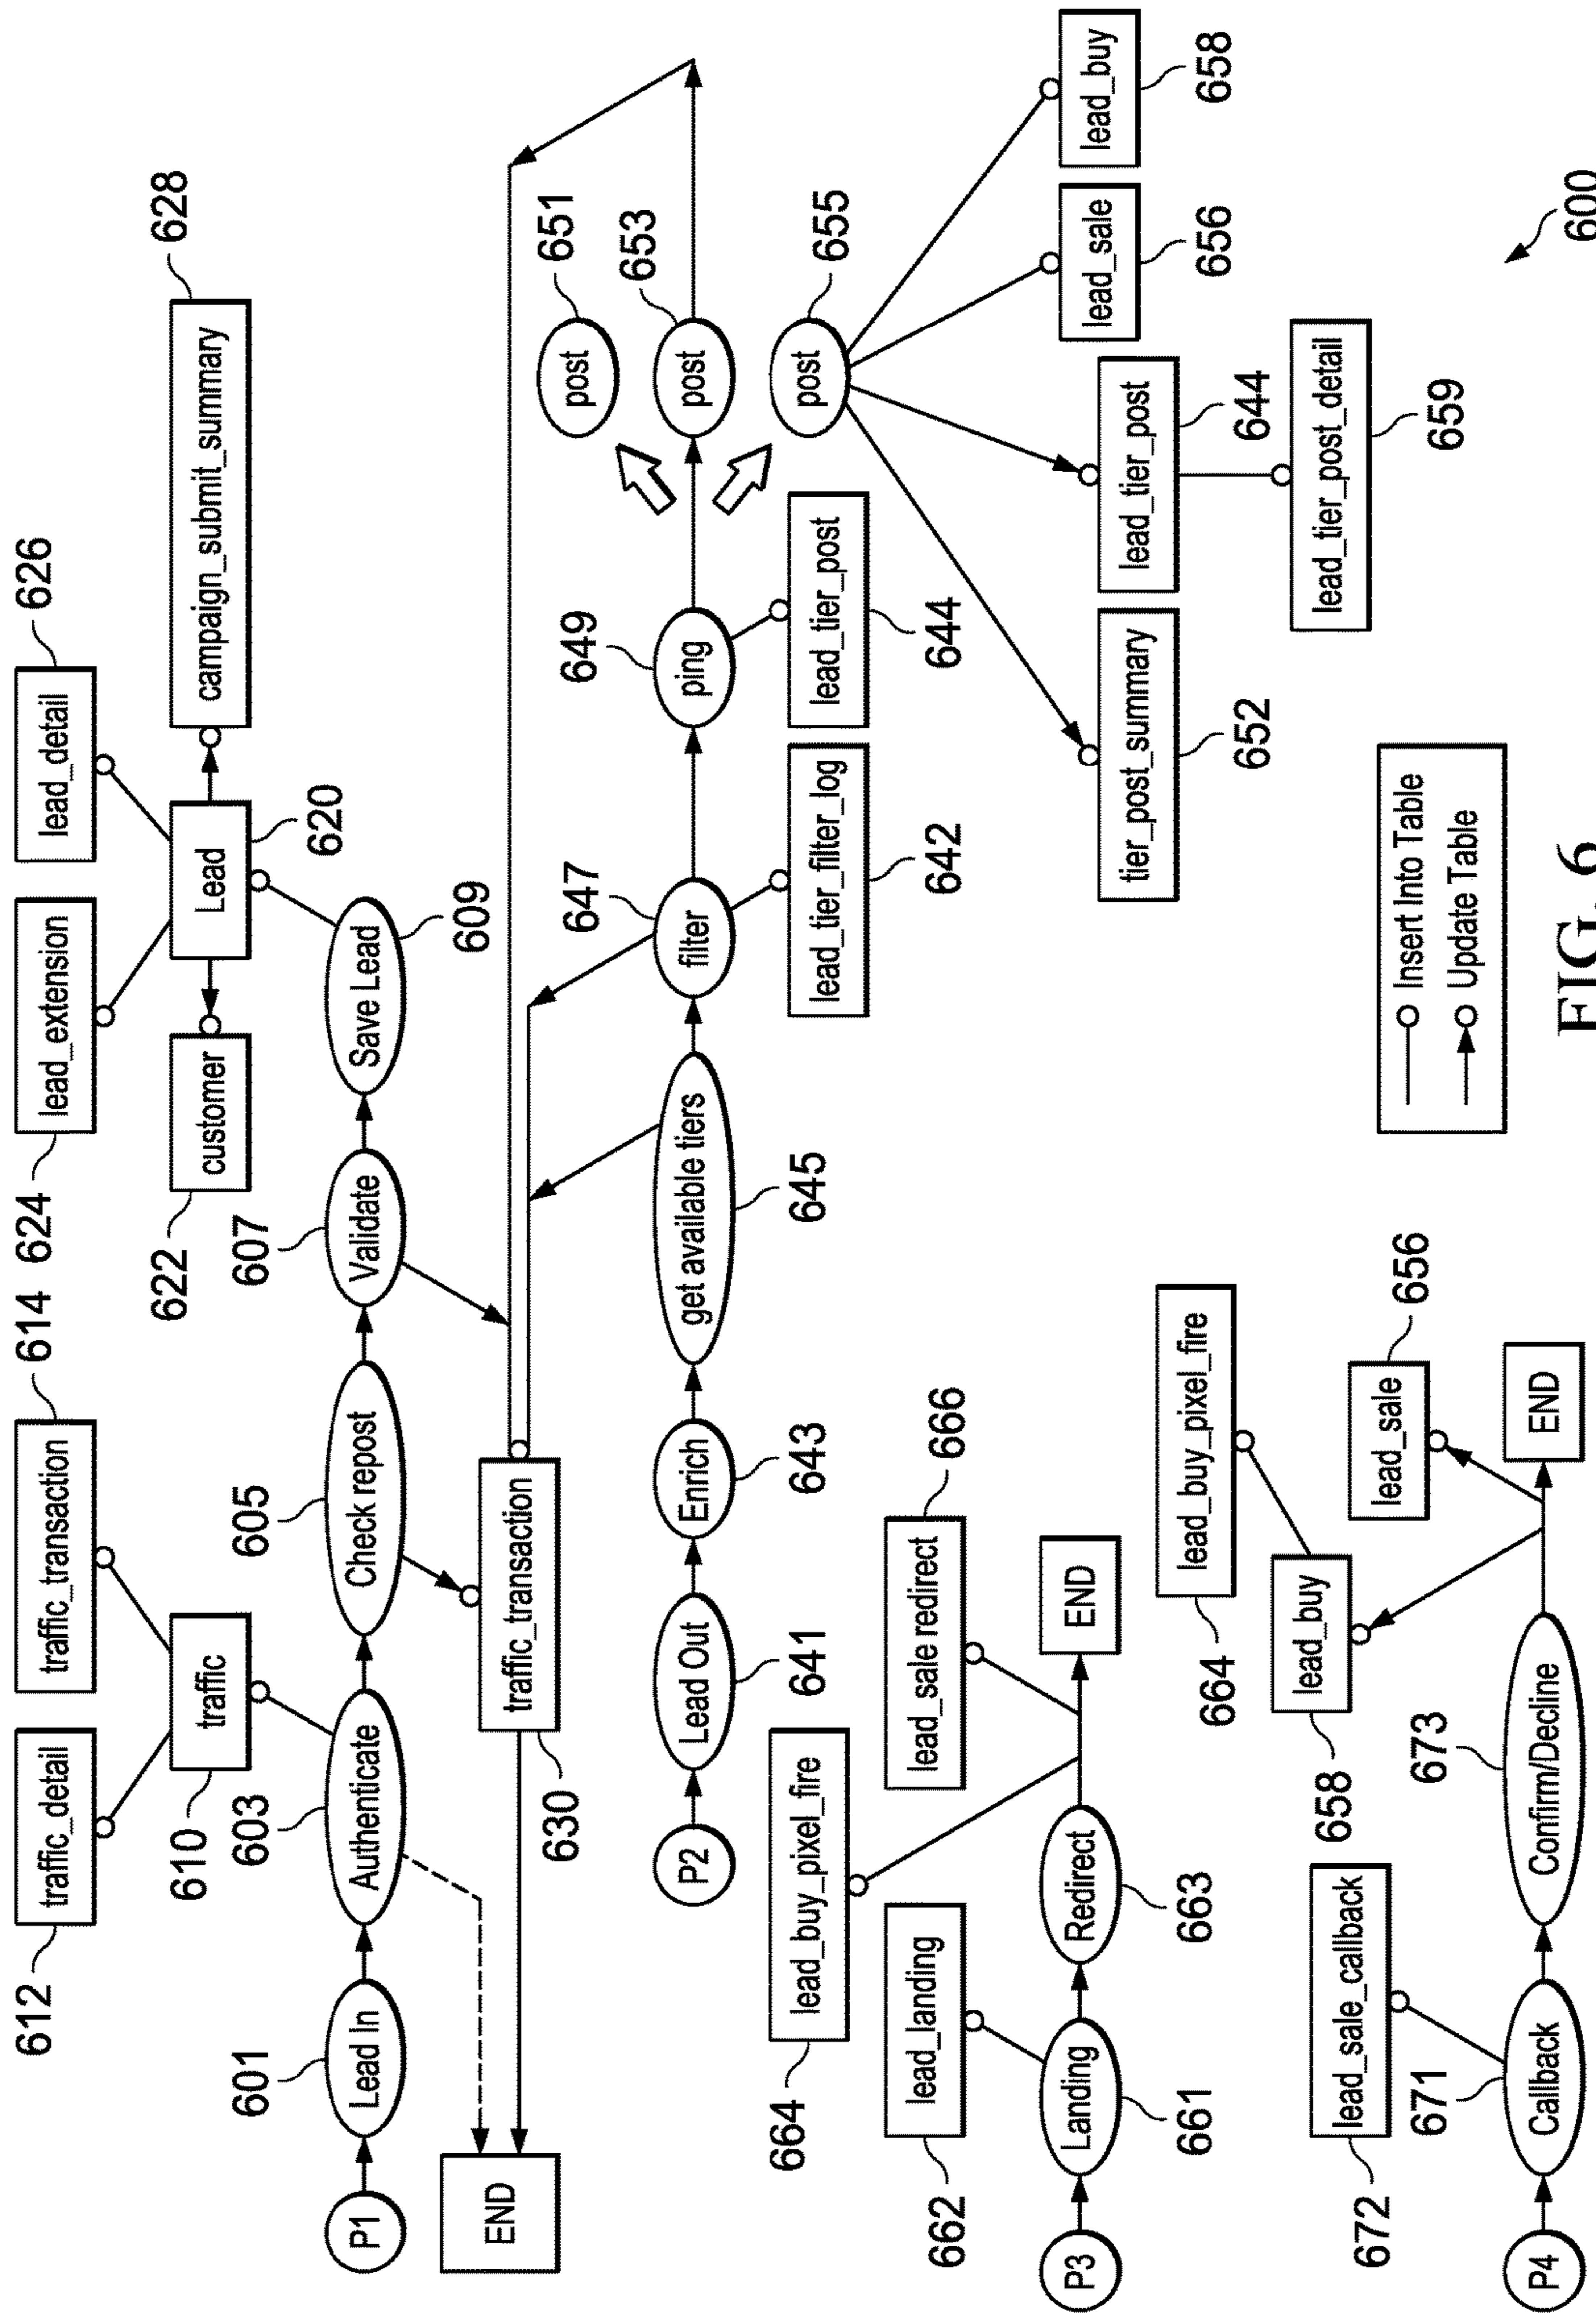 612
traffic_detail
traffic_transaction
614
624
lead_extension
lead_detail
626
610
traffic
622
customer
Lead
620
campaign_submit_summary
628
P1
601
Lead In
603
Authenticate
605
Check repost
607
Validate
Save Lead
609
END
traffic_transaction
630
P2
Lead Out
641
Enrich
643
get available tiers
645
647
filter
649
ping
post
651
post
653
post
655
lead_tier_filter_log
642
lead_tier_post
644
tier_post_summary
652
lead_tier_post
644
lead_sale
656
lead_buy
658
lead_tier_post_detail
659
664
lead_buy_pixel_fire
662
lead_landing
lead_sale redirect
666
P3
Landing
661
Redirect
663
END
664
lead_buy_pixel_fire
658
lead_buy
lead_sale
656
672
lead_sale_callback
671
673
P4
Callback
Confirm/Decline
END
Insert Into Table
Update Table
600
FIG. 6